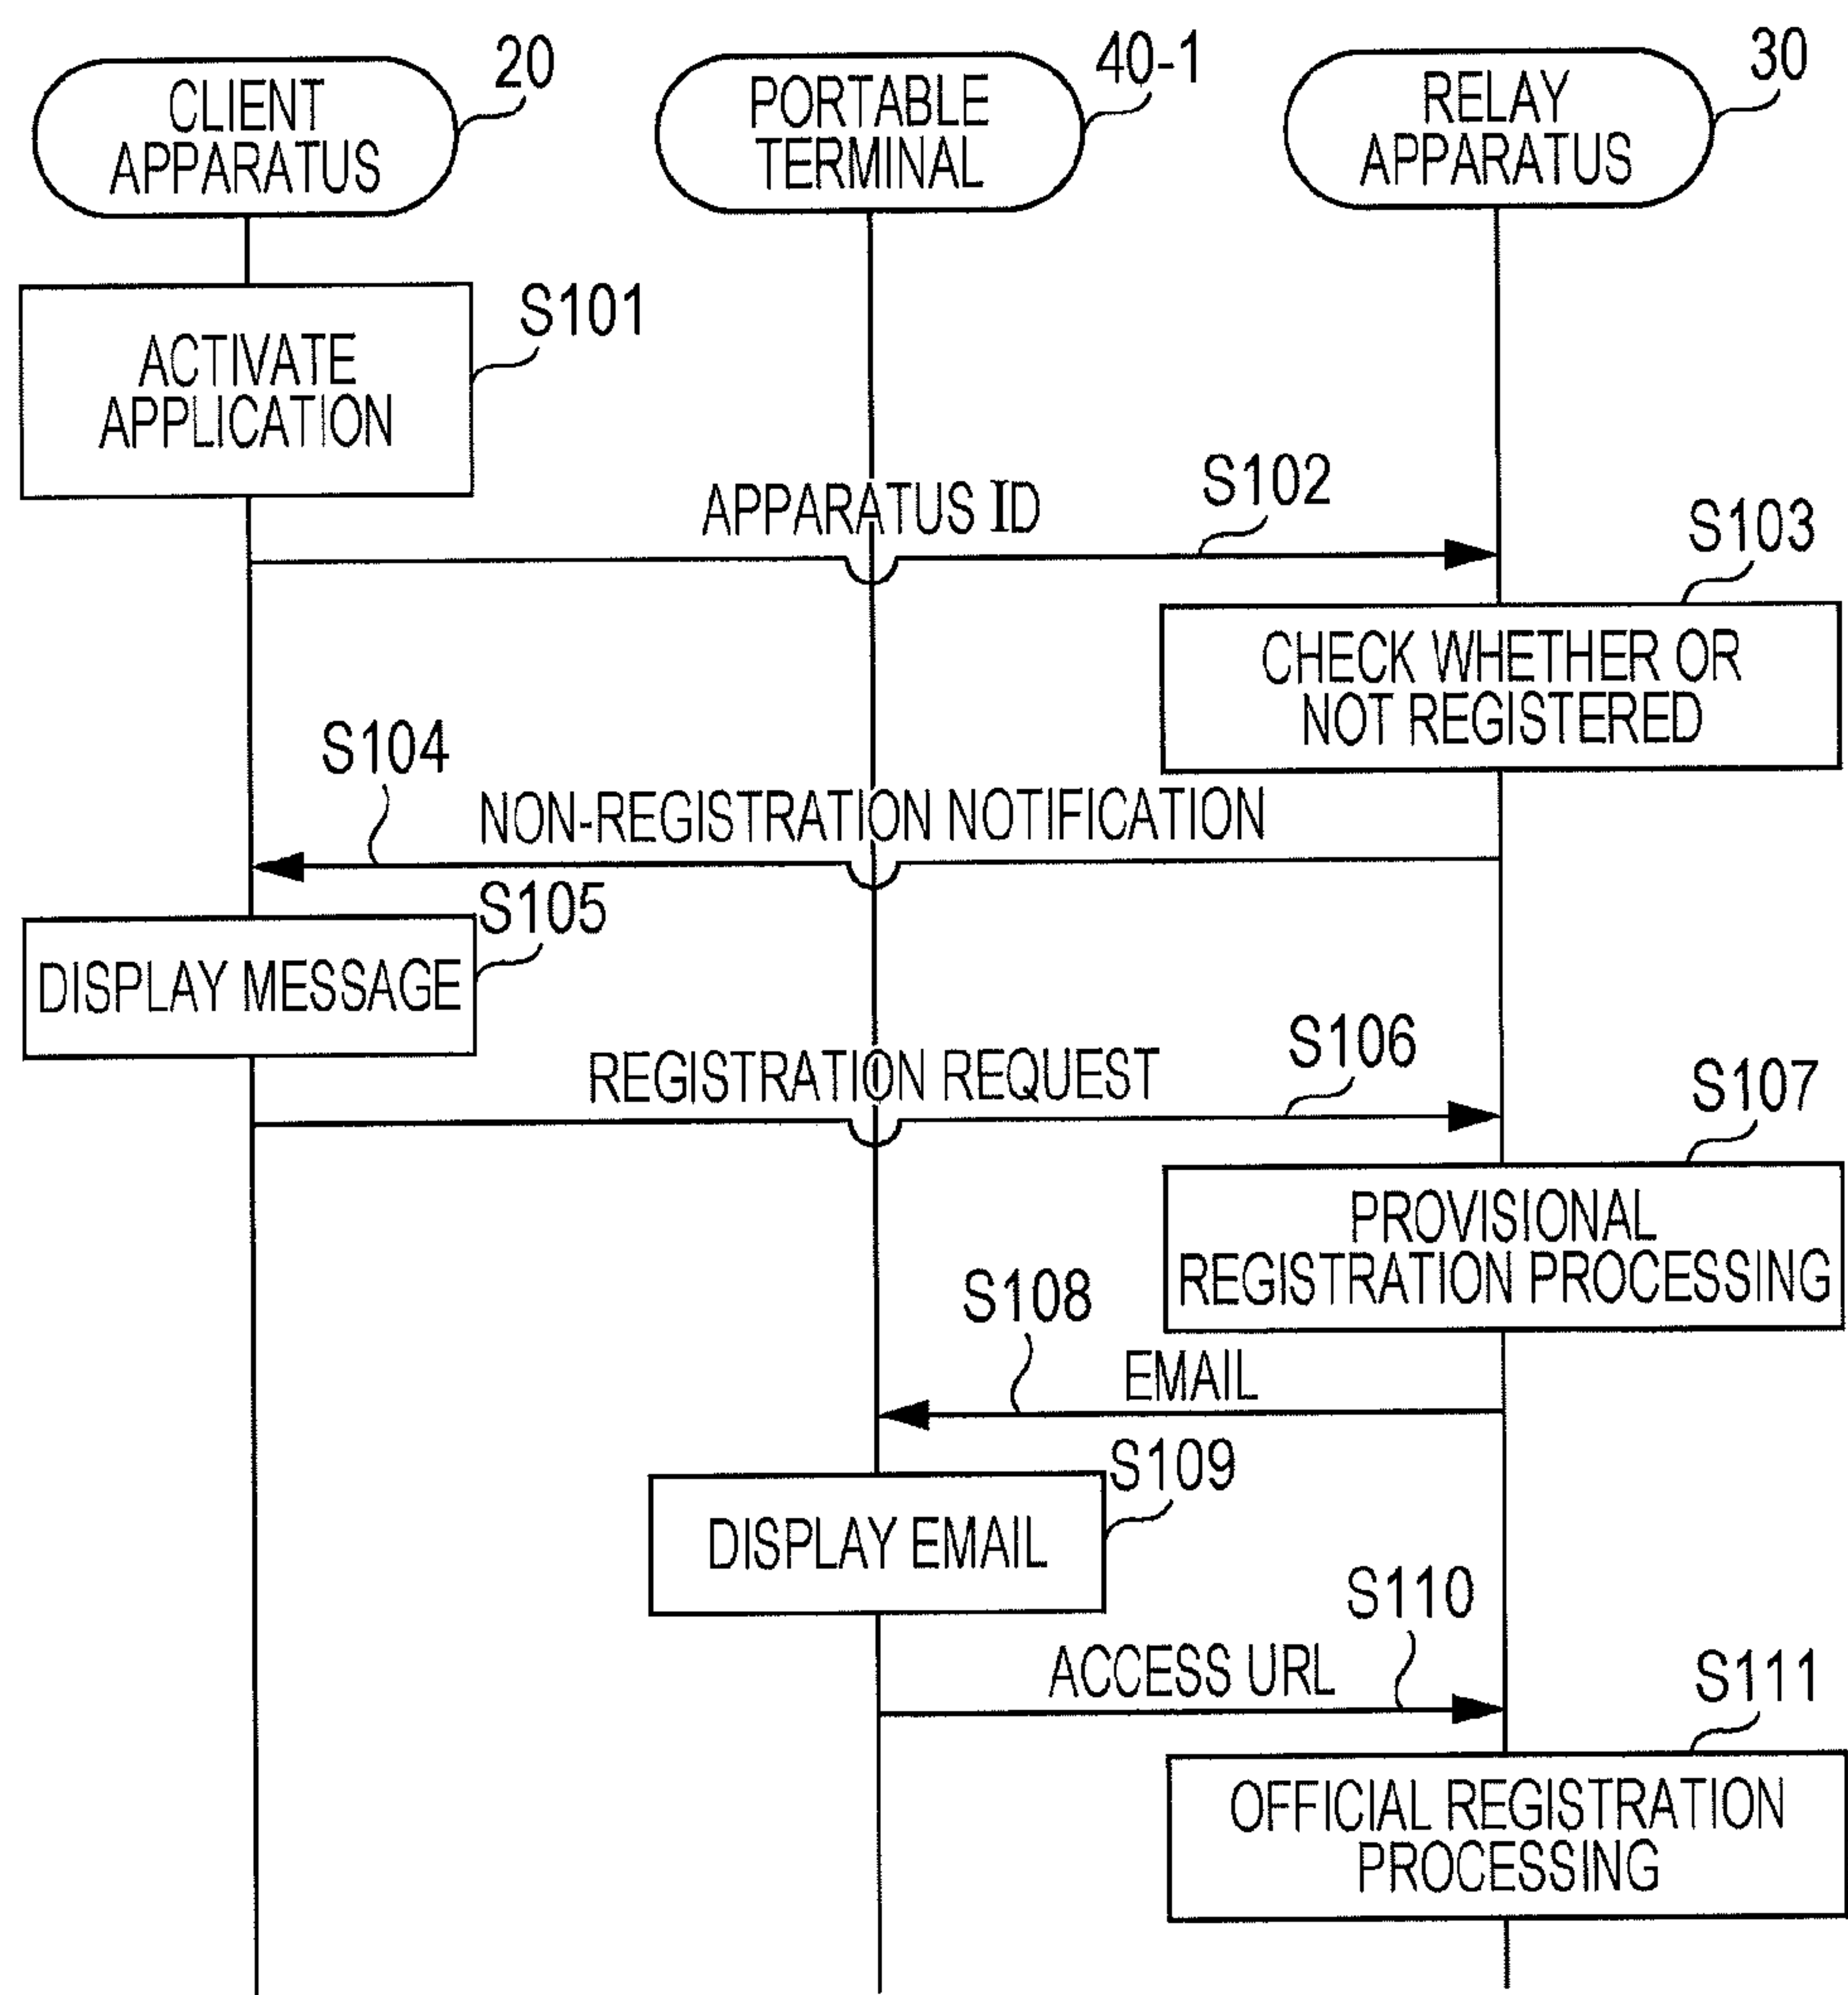 CLIENT
APPARATUS
20
PORTABLE
TERMINAL
40-1
RELAY
APPARATUS
30
ACTIVATE
APPLICATION
S101
APPARATUS ID
S102
S103
CHECK WHETHER OR
NOT REGISTERED
S104
NON-REGISTRATION NOTIFICATION
S105
DISPLAY MESSAGE
REGISTRATION REQUEST
S106
S107
PROVISIONAL
REGISTRATION PROCESSING
S108
EMAIL
S109
DISPLAY EMAIL
S110
ACCESS URL
S111
OFFICIAL REGISTRATION
PROCESSING